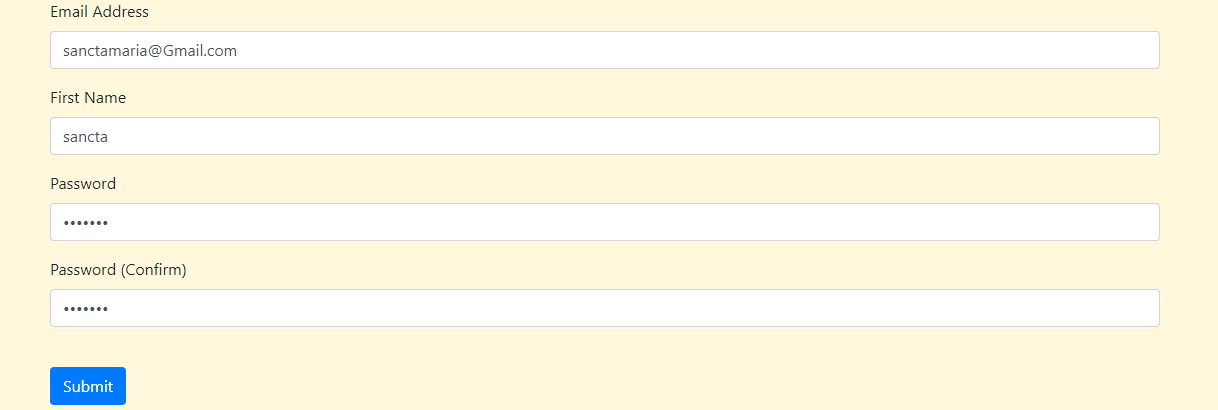 Email Address
sanctamaria@Gmail.com
First Name
sancta
Password
•••••••
Password (Confirm)
•••••••
Submit